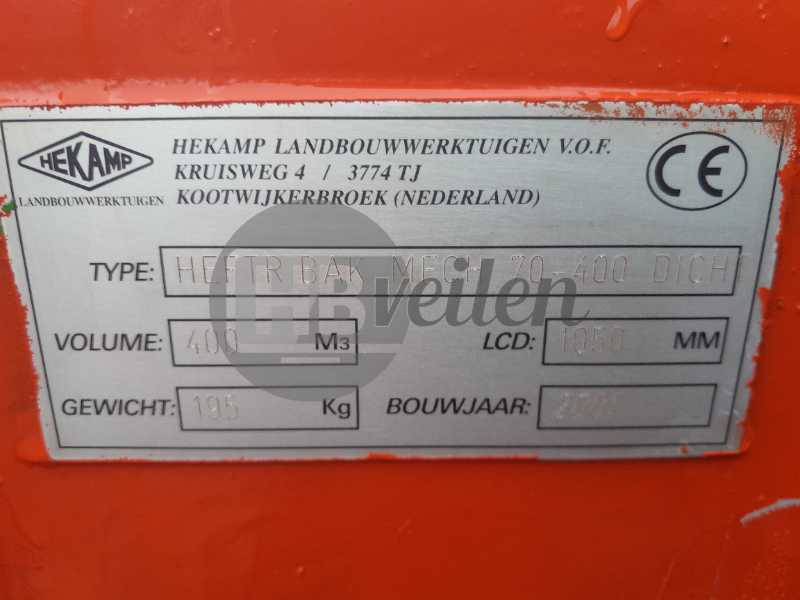 HEKAMP
LANDBOUWWERKTUIGEN
HEKAMP LANDBOUWWERKTUIGEN V.O.F.
KRUISWEG 4 / 3774 TJ
KOOTWIJKERBROEK (NEDERLAND)
CE
TYPE: HEFTR BAK MECH 70-400 DICHT
VOLUME: 400 M3 LCD: 1050 MM
GEWICHT: 195 Kg BOUWJAAR:
HB veilen